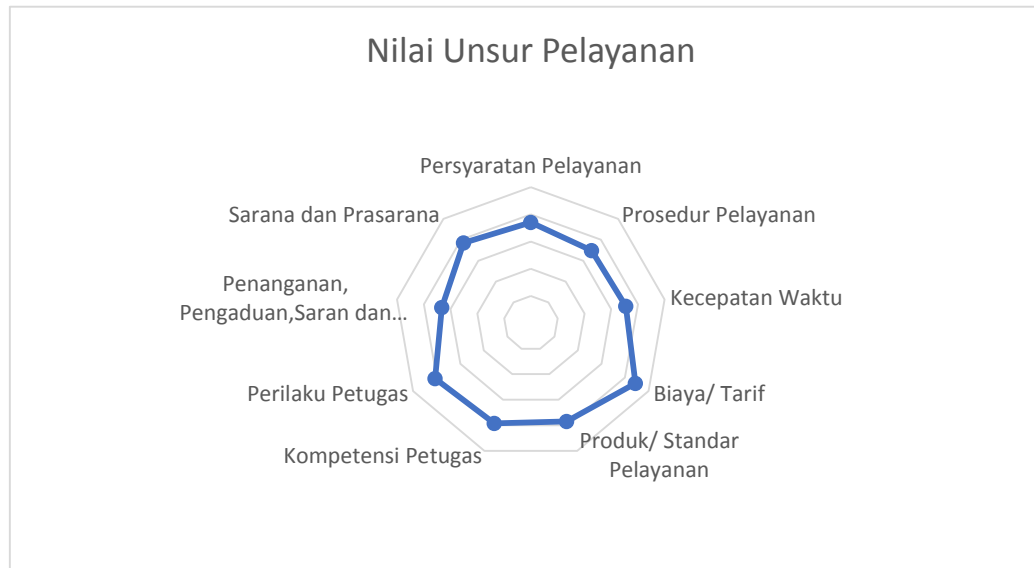 Nilai Unsur Pelayanan
Persyaratan Pelayanan
Prosedur Pelayanan
Kecepatan Waktu
Biaya/ Tarif
Produk/ Standar
Pelayanan
Kompetensi Petugas
Perilaku Petugas
Penanganan,
Pengaduan,Saran dan...
Sarana dan Prasarana